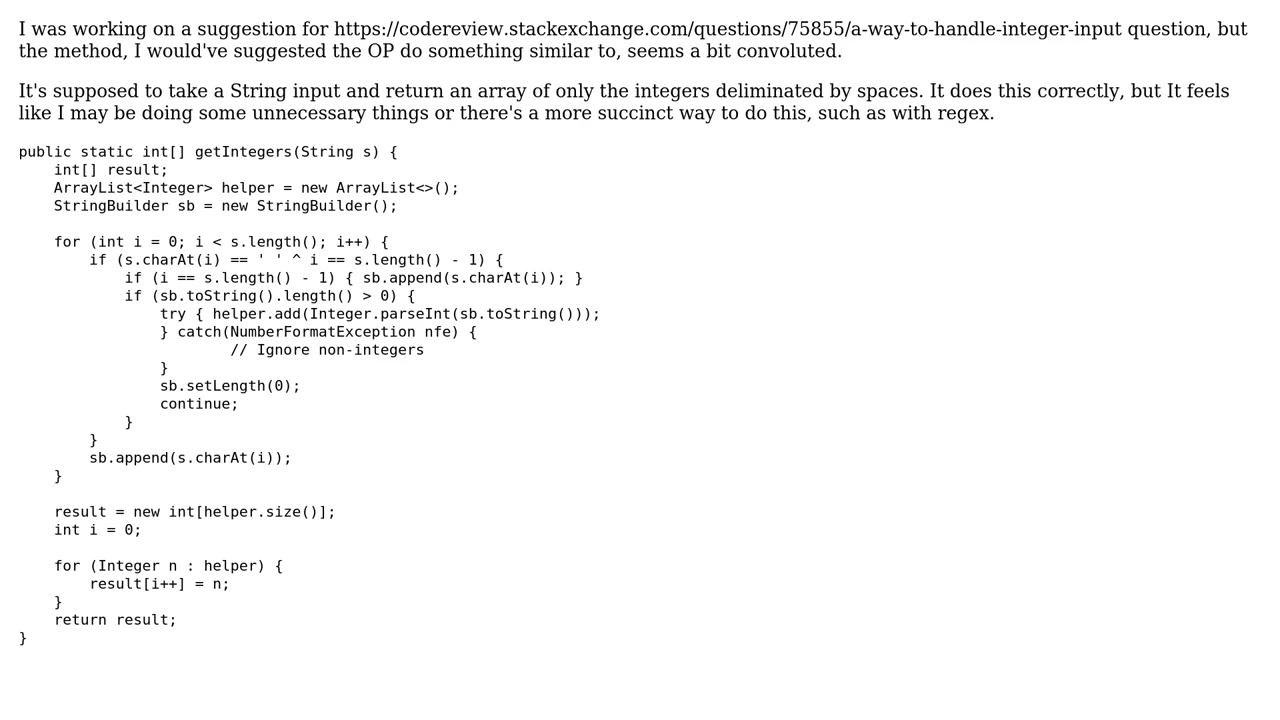 I was working on a suggestion for https://codereview.stackexchange.com/questions/75855/a-way-to-handle-integer-input question, but
the method, I would've suggested the OP do something similar to, seems a bit convoluted.
It's supposed to take a String input and return an array of only the integers deliminated by spaces. It does this correctly, but It feels
like I may be doing some unnecessary things or there's a more succinct way to do this, such as with regex.
public static int[] getIntegers(String s) {
    int[] result;
    ArrayList<Integer> helper = new ArrayList<>();
    StringBuilder sb = new StringBuilder();

    for (int i = 0; i < s.length(); i++) {
        if (s.charAt(i) == ' ' ^ i == s.length() - 1) {
            if (i == s.length() - 1) { sb.append(s.charAt(i)); }
            if (sb.toString().length() > 0) {
                try { helper.add(Integer.parseInt(sb.toString()));
                } catch(NumberFormatException nfe) {
                        // Ignore non-integers
                }
                sb.setLength(0);
                continue;
            }
        }
        sb.append(s.charAt(i));
    }

    result = new int[helper.size()];
    int i = 0;

    for (Integer n : helper) {
        result[i++] = n;
    }
    return result;
}